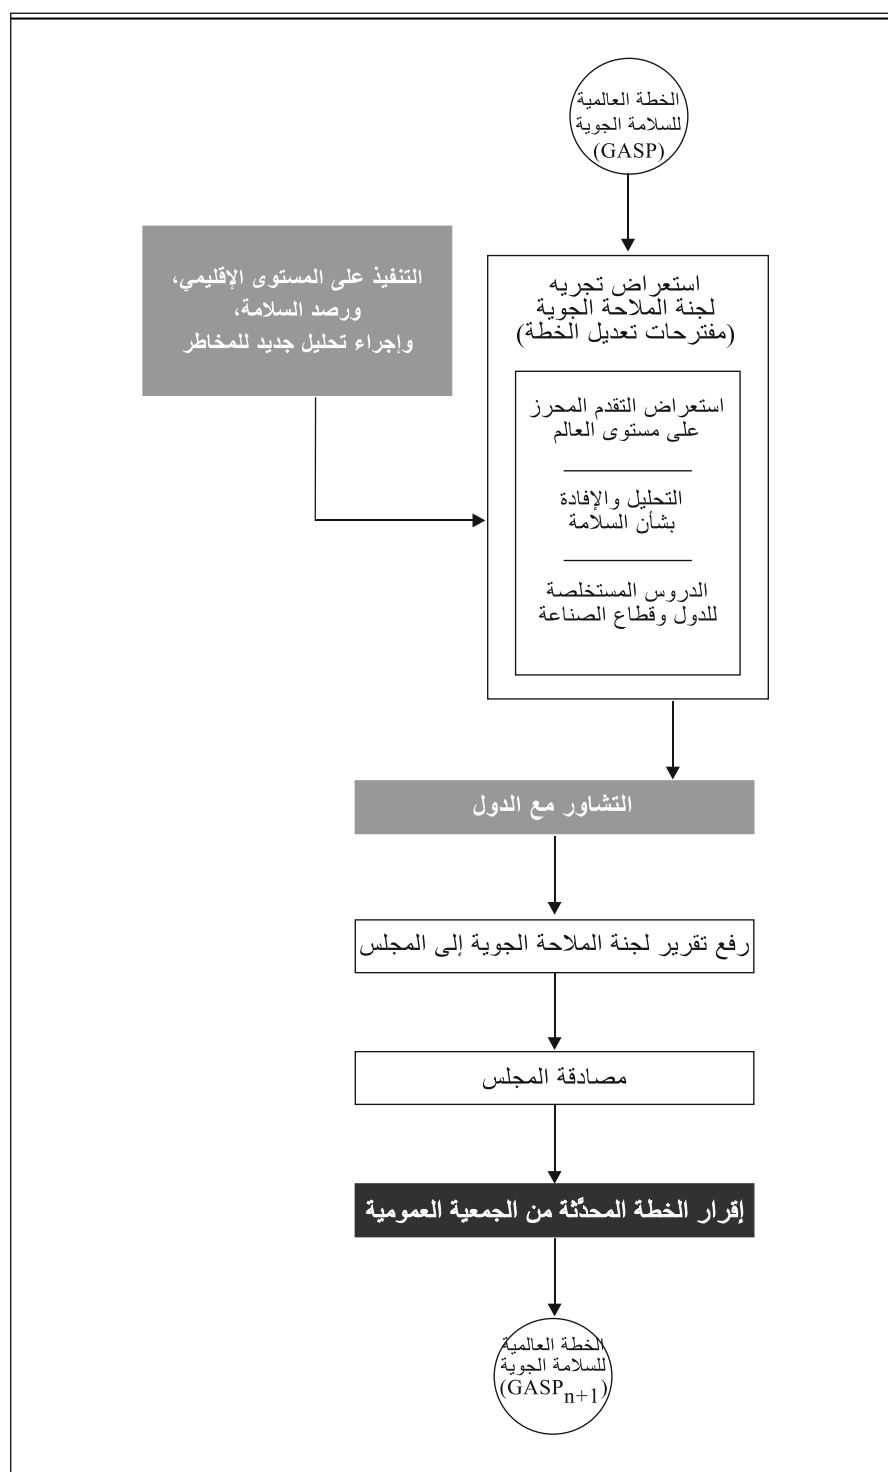 الخطة العالمية
للسلامة الجوية
(GASP)
التنفيذ على المستوى الإقليمي،
ورصد السلامة،
وإجراء تحليل جديد للمخاطر
استعراض تجريه
لجنة الملاحة الجوية
(مفترحات تعديل الخطة)
استعراض التقدم المحرز
على مستوى العالم
التحليل والإفادة
بشأن السلامة
الدروس المستخلصة
للدول وقطاع الصناعة
التشاور مع الدول
رفع تقرير لجنة الملاحة الجوية إلى المجلس
مصادقة المجلس
إقرار الخطة المحدَّثة من الجمعية العمومية
الخطة العالمية
للسلامة الجوية
(GASPn+1)